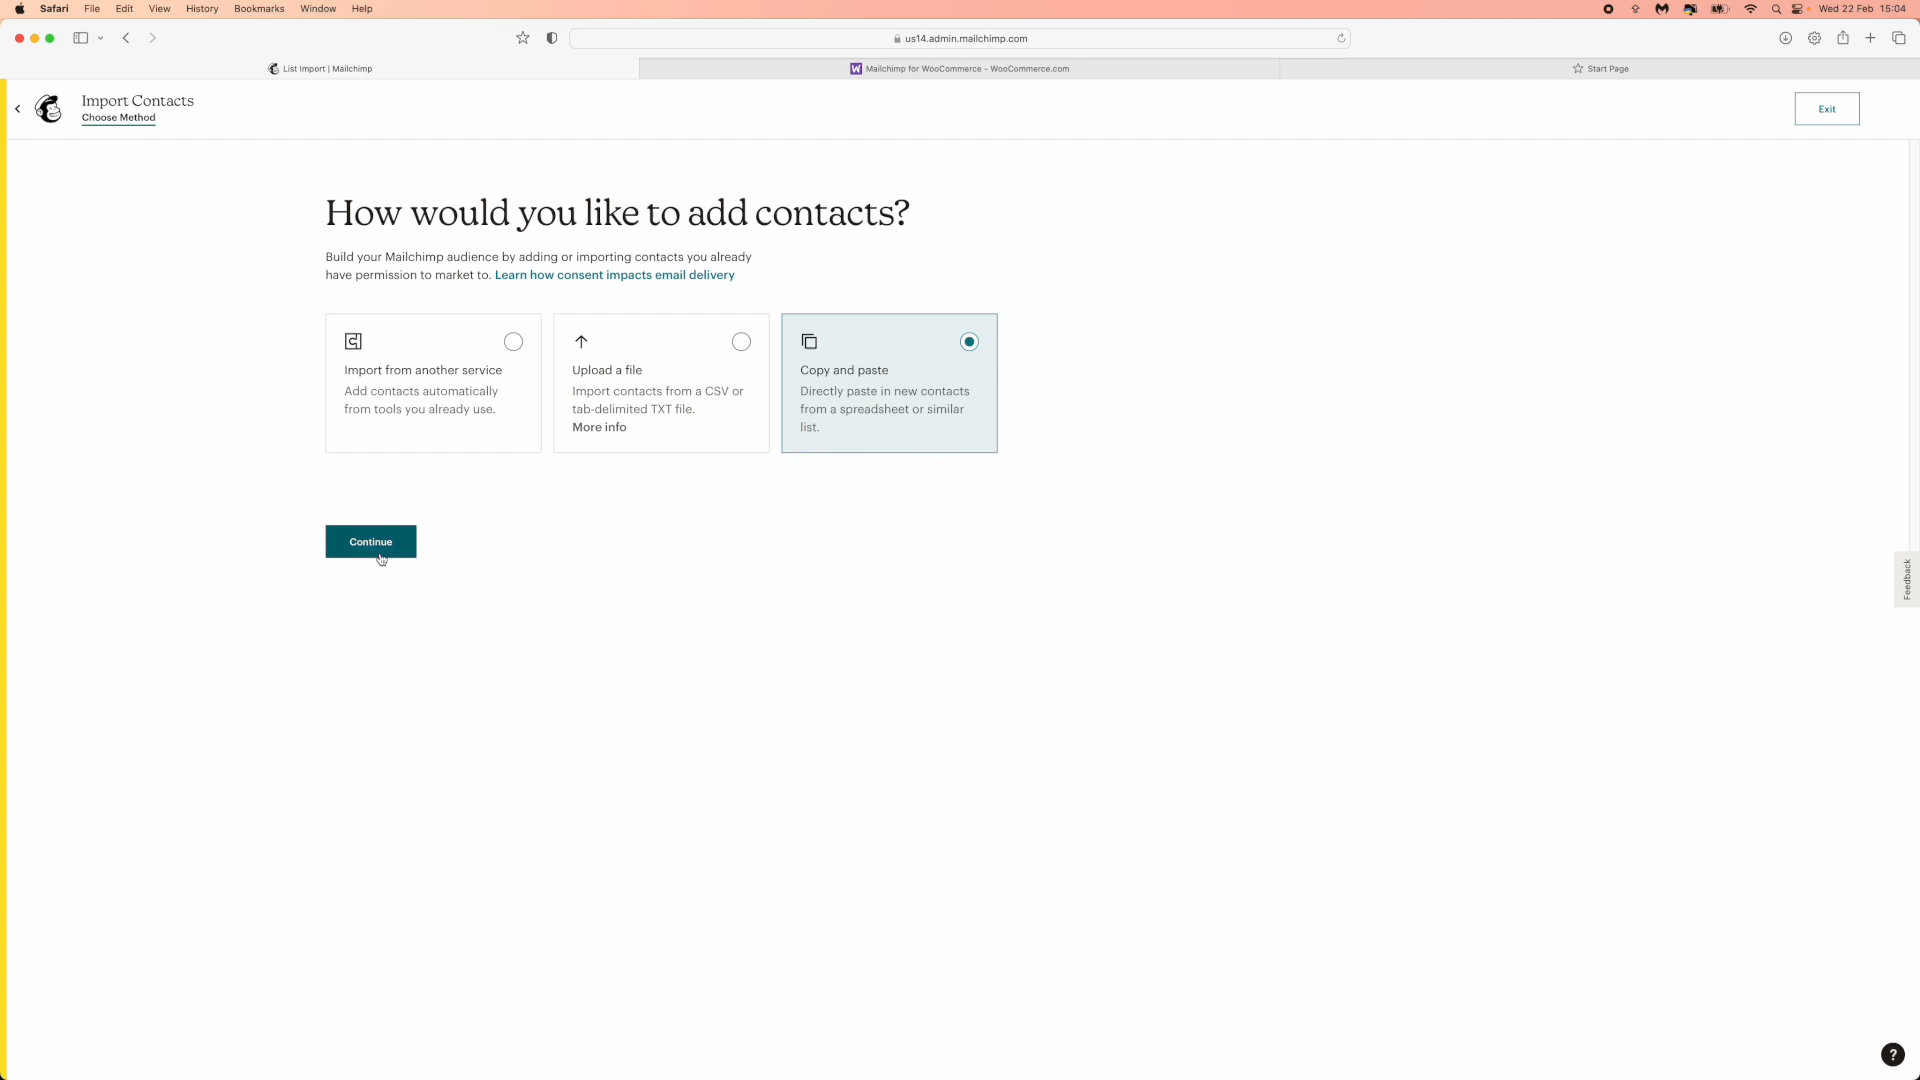 Safari File Edit View History Bookmarks Window Help Wed 22 Feb 15:04
us14.admin.mailchimp.com
List Import | Mailchimp
W Mailchimp for WooCommerce - WooCommerce.com
Start Page
Import Contacts
Choose Method
Exit
How would you like to add contacts?
Build your Mailchimp audience by adding or importing contacts you already
have permission to market to. Learn how consent impacts email delivery
Import from another service
Add contacts automatically
from tools you already use.
Upload a file
Import contacts from a CSV or
tab-delimited TXT file.
More info
Copy and paste
Directly paste in new contacts
from a spreadsheet or similar
list.
Continue
Feedback
?